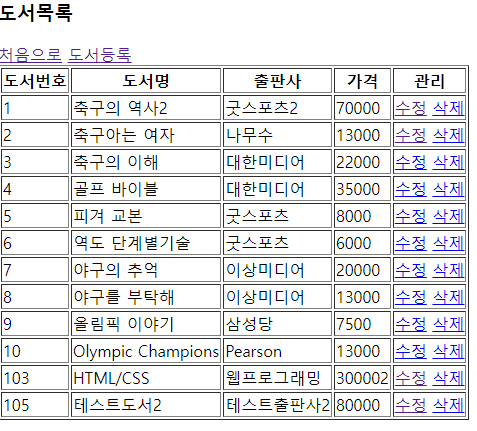 도서목록
처음으로 도서등록
도서번호 도서명 출판사 가격 관리
1 축구의 역사2 굿스포츠2 70000 수정 삭제
2 축구아는 여자 나무수 13000 수정 삭제
3 축구의 이해 대한미디어 22000 수정 삭제
4 골프 바이블 대한미디어 35000 수정 삭제
5 피겨 교본 굿스포츠 8000 수정 삭제
6 역도 단계별기술 굿스포츠 6000 수정 삭제
7 야구의 추억 이상미디어 20000 수정 삭제
8 야구를 부탁해 이상미디어 13000 수정 삭제
9 올림픽 이야기 삼성당 7500 수정 삭제
10 Olympic Champions Pearson 13000 수정 삭제
103 HTML/CSS 웹프로그래밍 300002 수정 삭제
105 테스트도서2 테스트출판사2 80000 수정 삭제